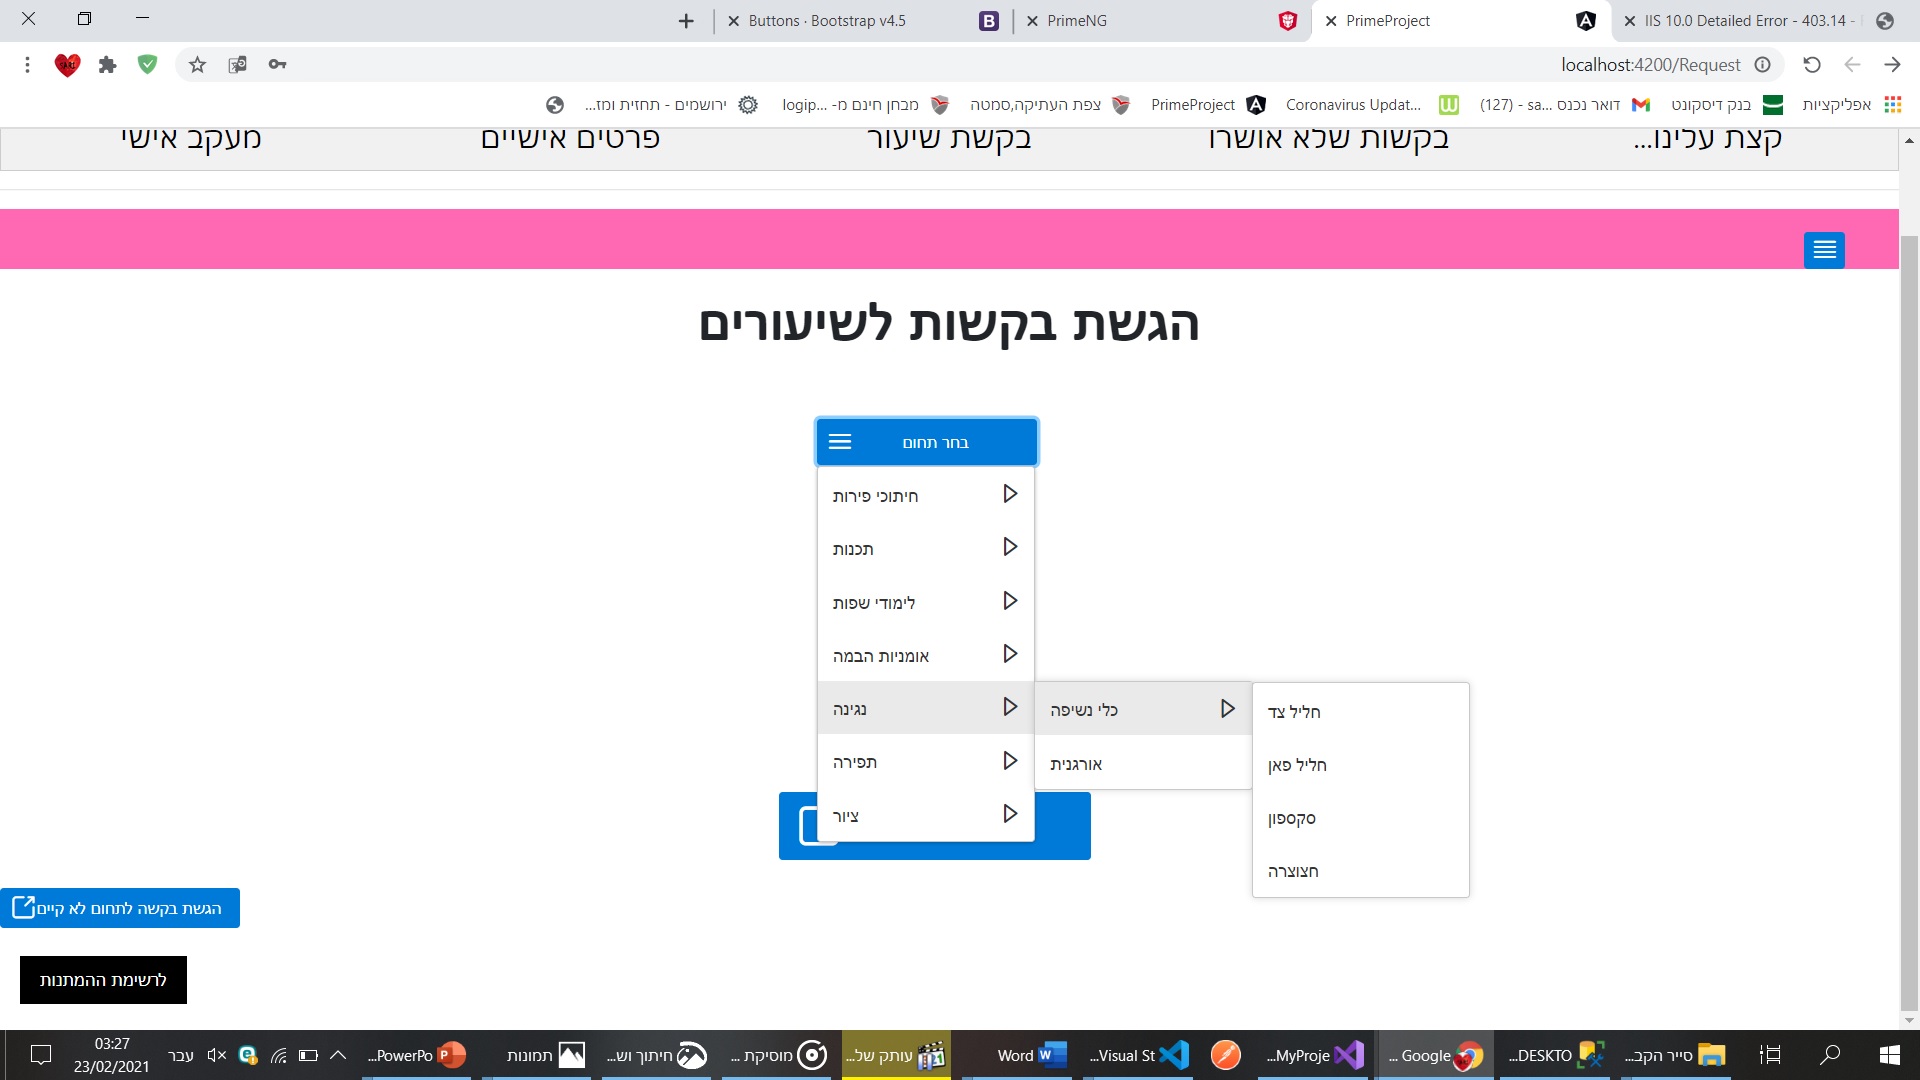 IIS 10.0 Detailed Error - 403.14 -
PrimeProject
PrimeNG
Buttons · Bootstrap v4.5
localhost:4200/Request
אפליקציות
בנק דיסקונט
דואר נכנס (127) - sa...
Coronavirus Updat...
PrimeProject
צפת העתיקה,סמטה
מבחן חינם מ- logip...
ירושמים - תחזית ומז...
קצת עלינו...
בקשות שלא אושרו
בקשת שיעור
פרטים אישיים
מעקב אישי
הגשת בקשות לשיעורים
בחר תחום
חיתוכי פירות
תכנות
לימודי שפות
אומניות הבמה
נגינה
תפירה
ציור
כלי נשיפה
אורגנית
חליל צד
חליל פאן
סקספון
חצוצרה
הגשת בקשה לתחום לא קיים
לרשימת ההמתנות
סייר הקב...
DESKTO...
Google ...
MyProje...
Visual St...
Word
עותק של...
מוסיקת ...
חיתוך וש...
תמונות
PowerPo...
עבר
03:27
23/02/2021